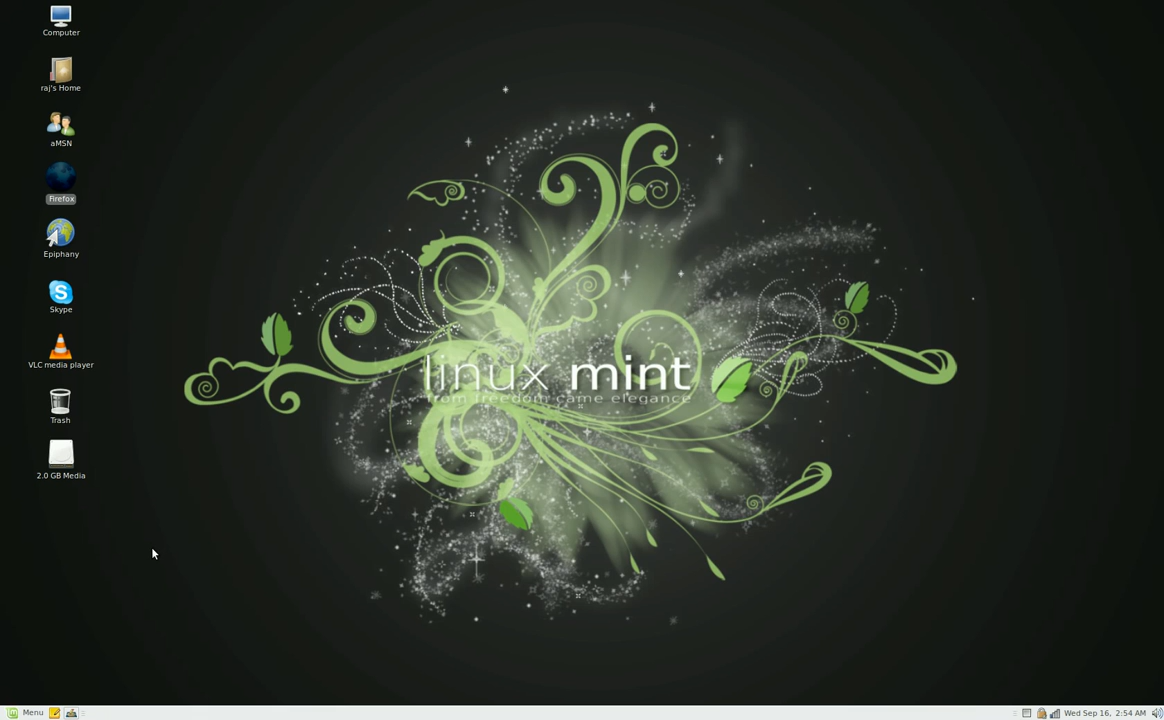 Computer
raj's Home
aMSN
Firefox
Epiphany
Skype
VLC media player
Trash
2.0 GB Media
linux mint
from freedom came elegance
Menu
Wed Sep 16, 2:54 AM